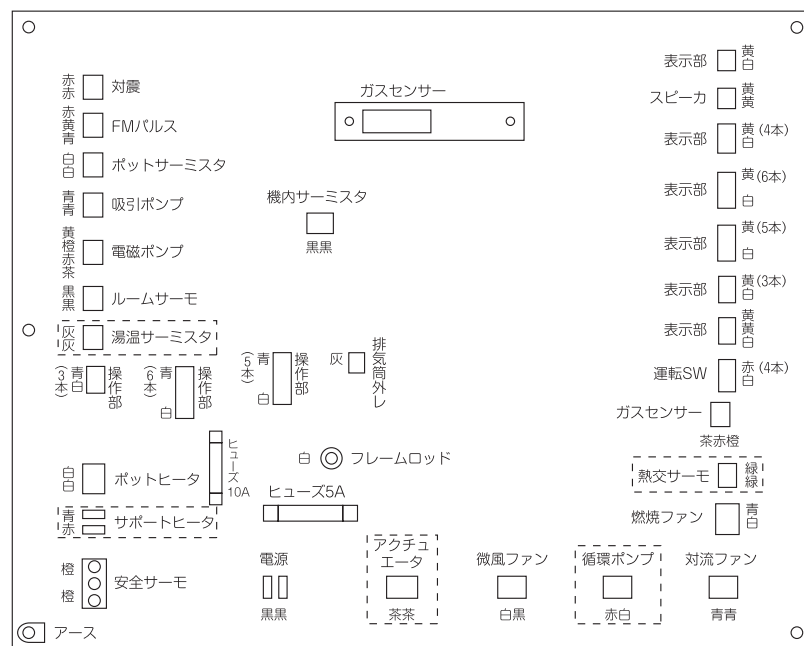 赤赤 対震
赤黄青 FMパルス
白白 ポットサーミスタ
青青 吸引ポンプ
黄橙赤茶 電磁ポンプ
黒黒 ルームサーモ
灰灰 湯温サーミスタ
(3本) 青白 操作部
(6本) 青 白 操作部
(5本) 青 白 操作部
灰 排気筒外レ
ガスセンサー
機内サーミスタ
黒黒
表示部 黄白
スピーカ 黄黄
表示部 黄(4本) 白
表示部 黄(6本) 白
表示部 黄(5本) 白
表示部 黄(3本) 白
表示部 黄黄白
運転SW 赤(4本) 白
ガスセンサー
茶赤橙
熱交サーモ 緑緑
燃焼ファン 青白
白白 ポットヒータ
ヒューズ10A
白 フレームロッド
ヒューズ5A
青赤 サポートヒータ
橙橙 安全サーモ
電源
黒黒
アクチュ
エータ
茶茶
微風ファン
白黒
循環ポンプ
赤白
対流ファン
青青
アース